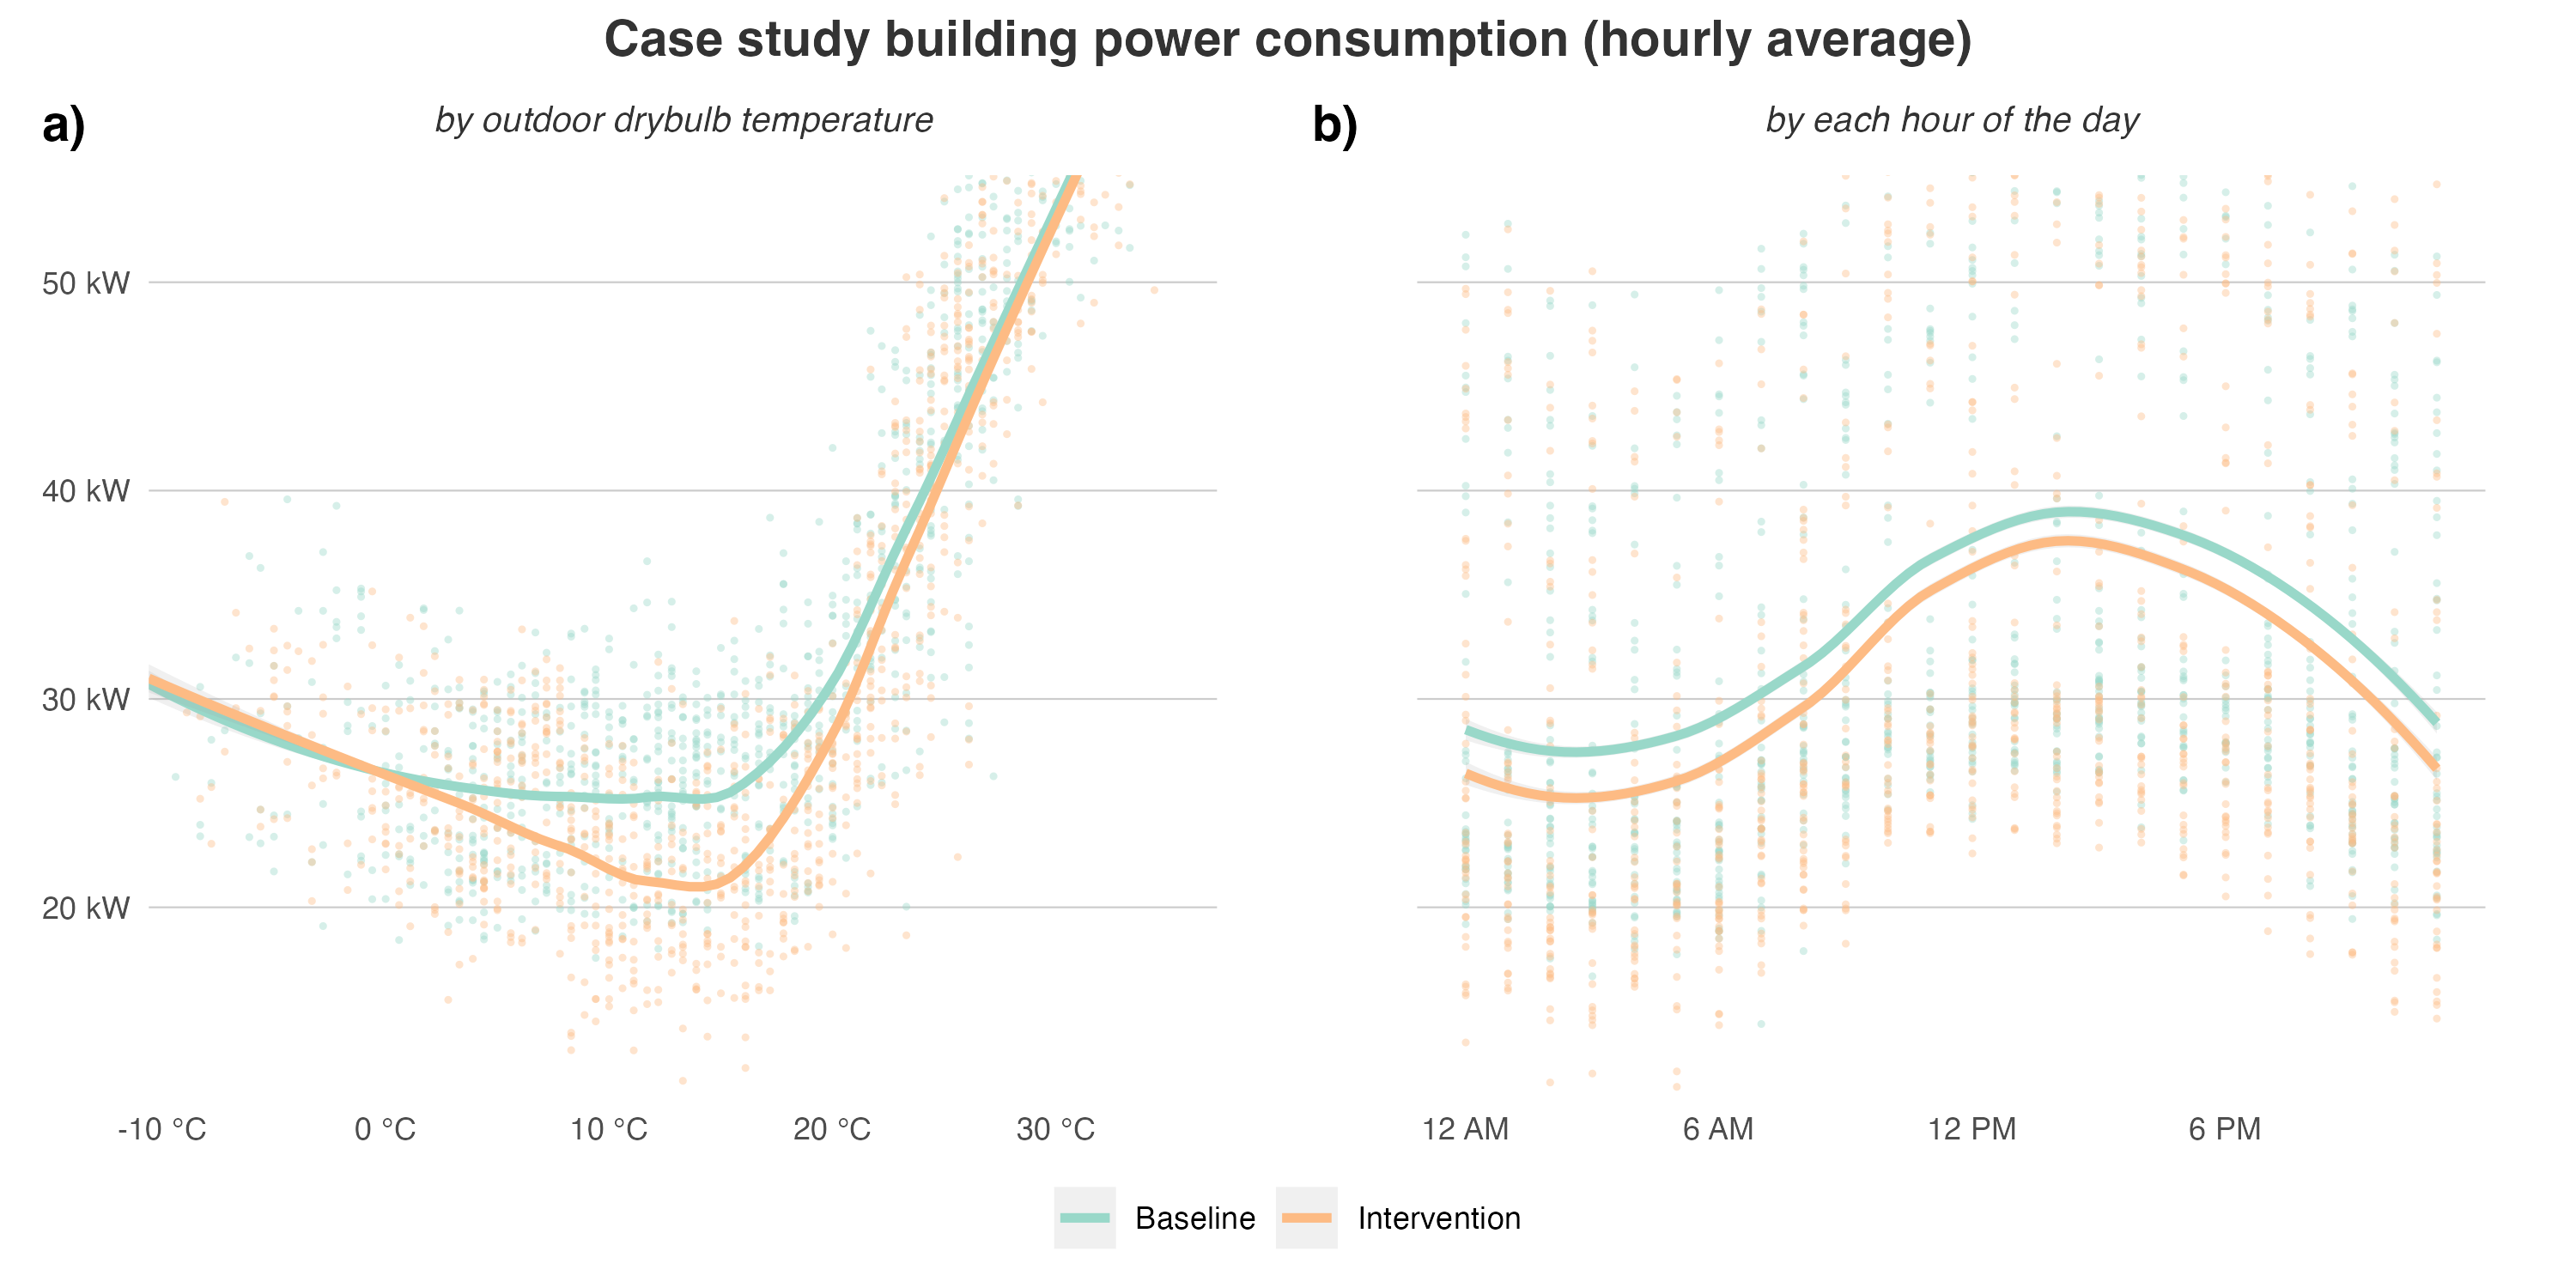 Case study building power consumption (hourly average)
a)
by outdoor drybulb temperature
50 kW
40 kW
30 kW
20 kW
-10 °C
0 °C
10 °C
20 °C
30 °C
b)
by each hour of the day
12 AM
6 AM
12 PM
6 PM
Baseline
Intervention